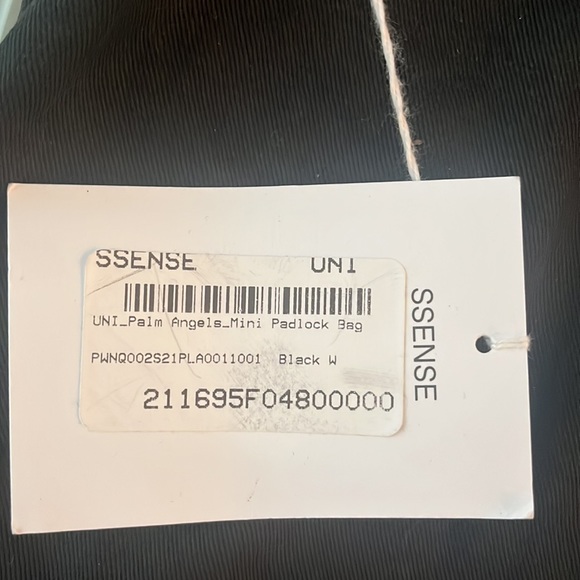 SSENSE UNI
UNI_Palm Angels_Mini Padlock Bag
PWNQ002S21PLA0011001 Black W
211695F04800000
SSENSE